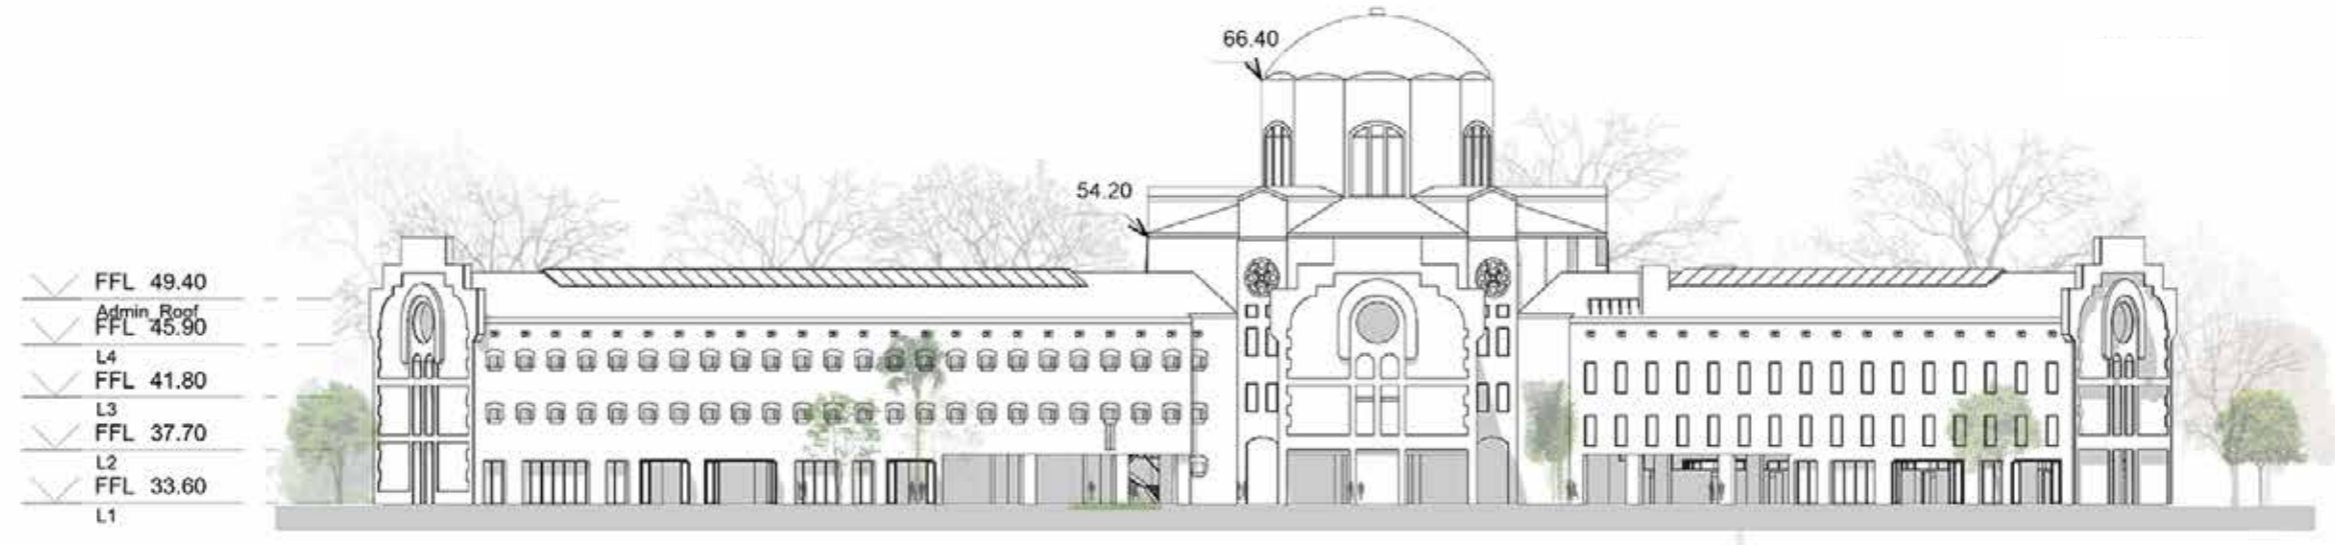 66.40
54.20
FFL 49.40
Admin Roof
FFL 45.90
L4
FFL 41.80
L3
FFL 37.70
L2
FFL 33.60
L1